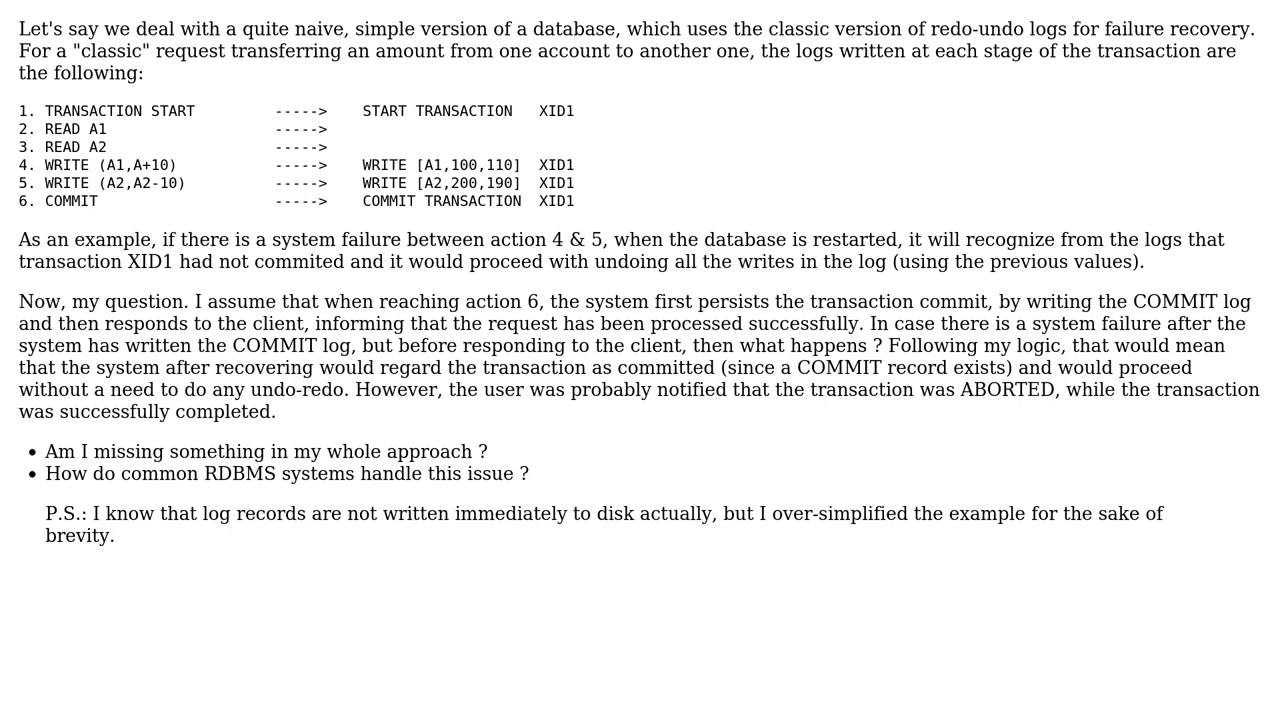 Let's say we deal with a quite naive, simple version of a database, which uses the classic version of redo-undo logs for failure recovery.
For a "classic" request transferring an amount from one account to another one, the logs written at each stage of the transaction are
the following:
1. TRANSACTION START         ----->    START TRANSACTION   XID1
2. READ A1                   ----->
3. READ A2                   ----->
4. WRITE (A1,A+10)           ----->    WRITE [A1,100,110]  XID1
5. WRITE (A2,A2-10)          ----->    WRITE [A2,200,190]  XID1
6. COMMIT                    ----->    COMMIT TRANSACTION  XID1
As an example, if there is a system failure between action 4 & 5, when the database is restarted, it will recognize from the logs that
transaction XID1 had not commited and it would proceed with undoing all the writes in the log (using the previous values).
Now, my question. I assume that when reaching action 6, the system first persists the transaction commit, by writing the COMMIT log
and then responds to the client, informing that the request has been processed successfully. In case there is a system failure after the
system has written the COMMIT log, but before responding to the client, then what happens ? Following my logic, that would mean
that the system after recovering would regard the transaction as committed (since a COMMIT record exists) and would proceed
without a need to do any undo-redo. However, the user was probably notified that the transaction was ABORTED, while the transaction
was successfully completed.
• Am I missing something in my whole approach ?
• How do common RDBMS systems handle this issue ?
P.S.: I know that log records are not written immediately to disk actually, but I over-simplified the example for the sake of
brevity.